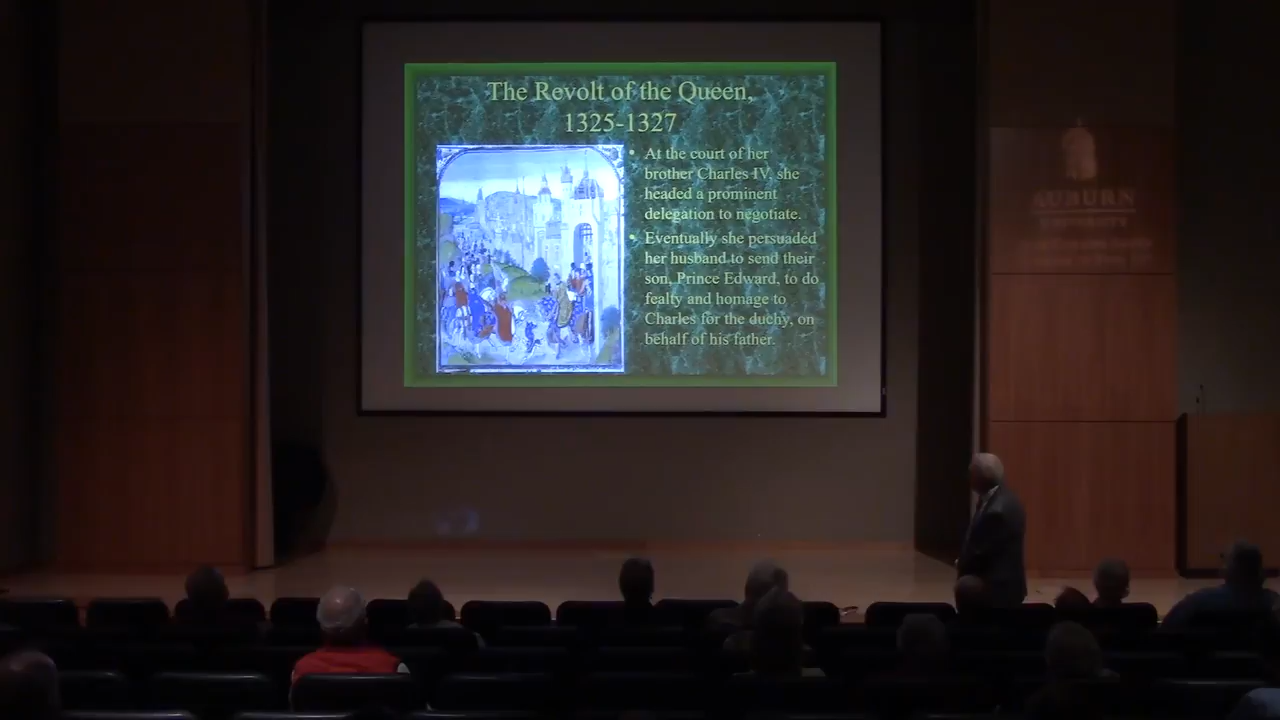 The Revolt of the Queen,
1325-1327
• At the court of her
brother Charles IV, she
headed a prominent
delegation to negotiate.
• Eventually she persuaded
her husband to send their
son, Prince Edward, to do
fealty and homage to
Charles for the duchy, on
behalf of his father.
AUBURN
UNIVERSITY